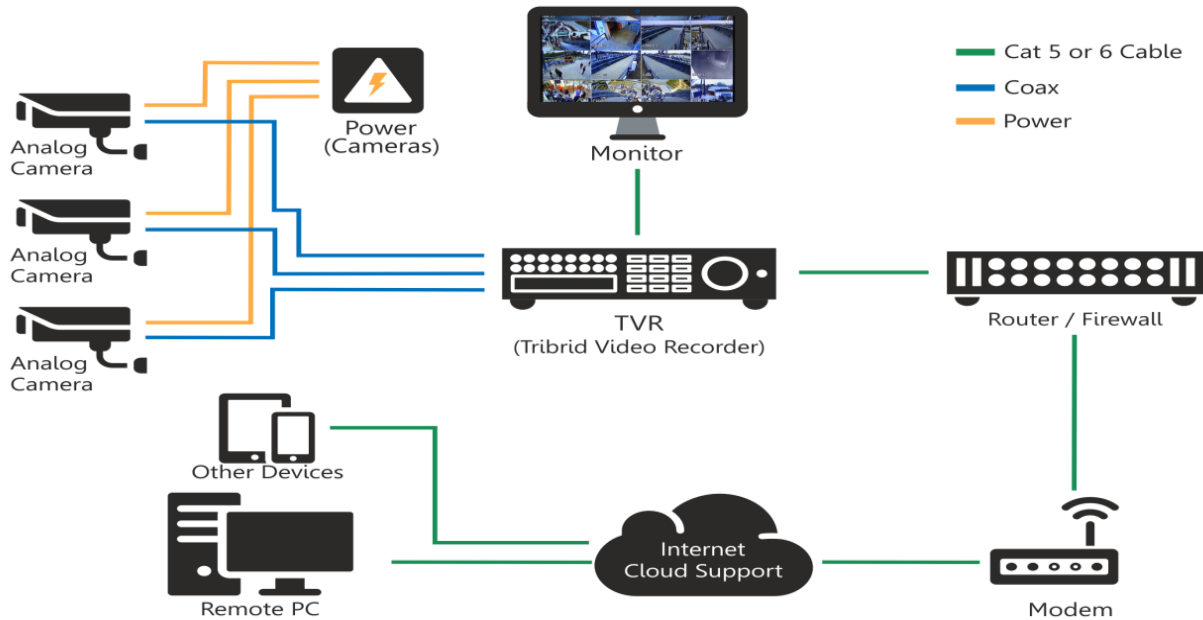 Cat 5 or 6 Cable
Coax
Power
Power
(Cameras)
Monitor
Analog
Camera
Analog
Camera
Analog
Camera
TVR
(Tribrid Video Recorder)
Router / Firewall
Other Devices
Internet
Cloud Support
Remote PC
Modem